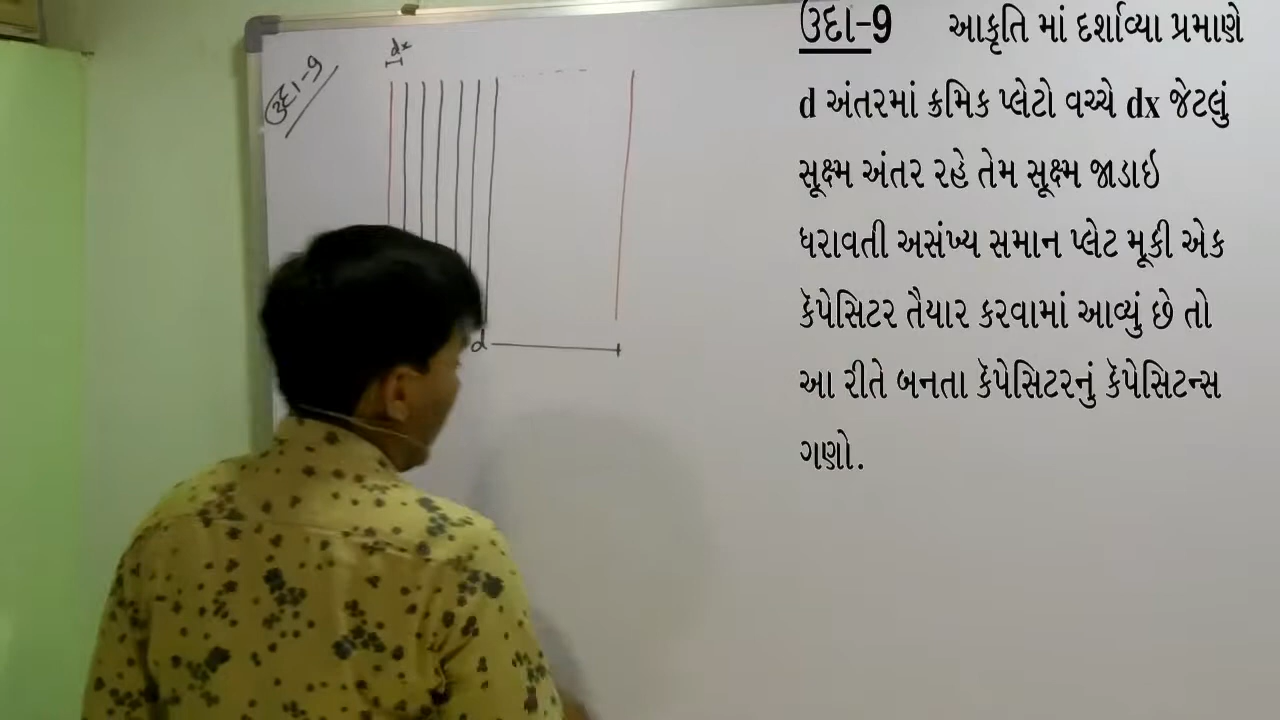 ઉદા-9
dx
d
ઉદા-9 આકૃતિ માં દર્શાવ્યા પ્રમાણે
d અંતરમાં ક્રમિક પ્લેટો વચ્ચે dx જેટલું
સૂક્ષ્મ અંતર રહે તેમ સૂક્ષ્મ જાડાઇ
ધરાવતી અસંખ્ય સમાન પ્લેટ મૂકી એક
કૅપેસિટર તૈયાર કરવામાં આવ્યું છે તો
આ રીતે બનતા કૅપેસિટરનું કૅપેસિટન્સ
ગણો.